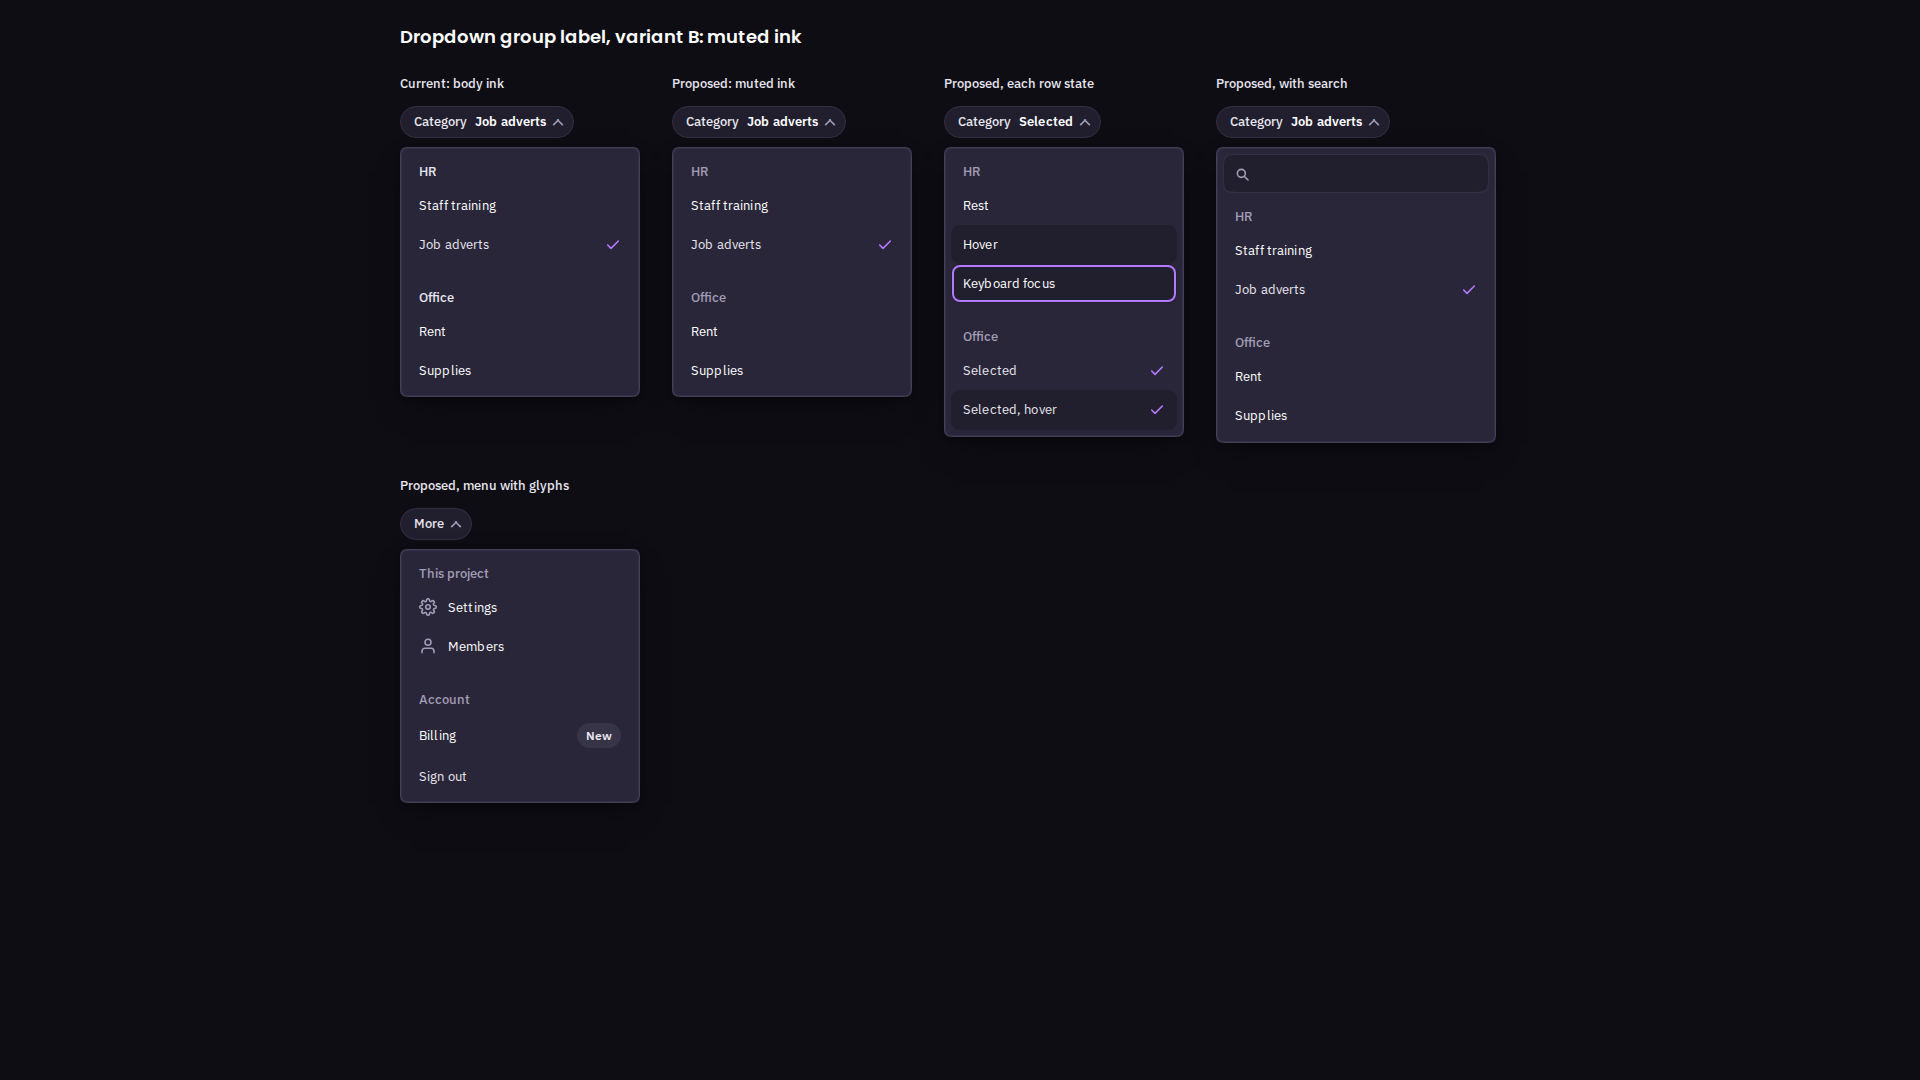 Dropdown group label, variant B: muted ink
Current: body ink
Category Job adverts
HR
Staff training
Job adverts
Office
Rent
Supplies
Proposed: muted ink
Category Job adverts
HR
Staff training
Job adverts
Office
Rent
Supplies
Proposed, each row state
Category Selected
HR
Rest
Hover
Keyboard focus
Office
Selected
Selected, hover
Proposed, with search
Category Job adverts
HR
Staff training
Job adverts
Office
Rent
Supplies
Proposed, menu with glyphs
More
This project
Settings
Members
Account
Billing New
Sign out